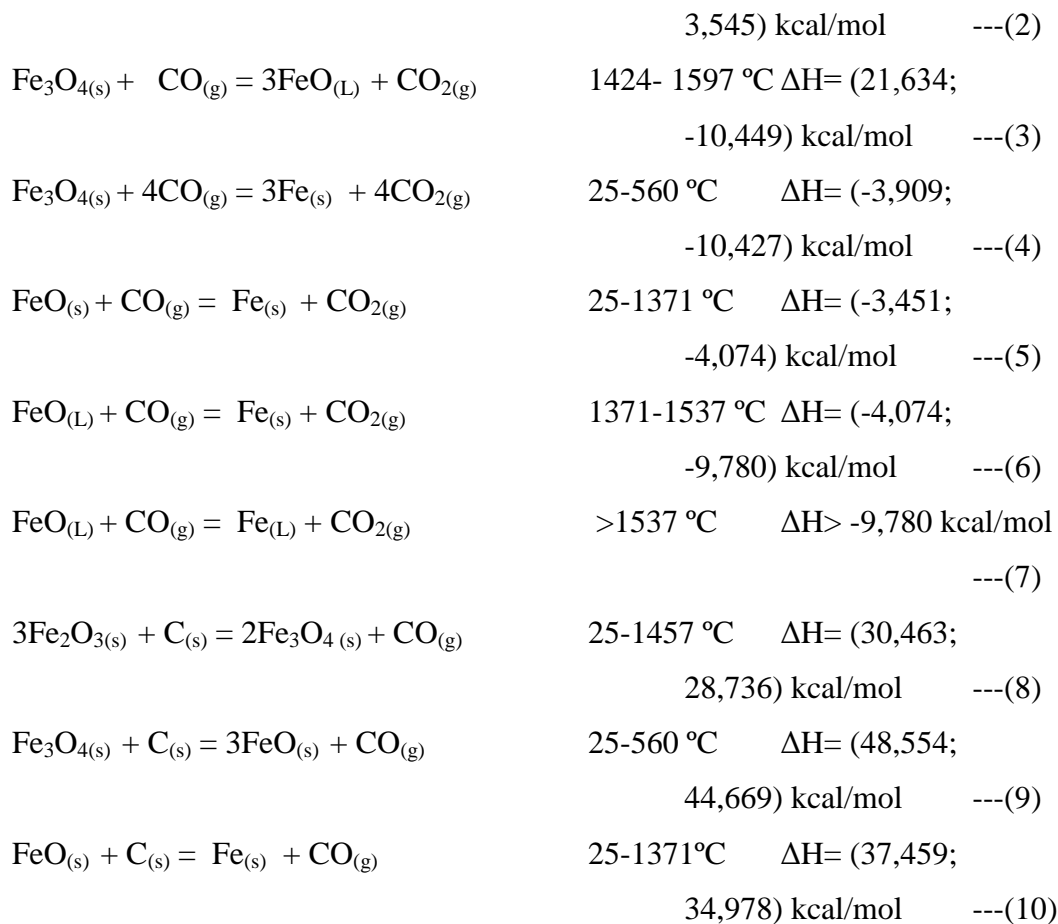 3,545) kcal/mol ---(2)
Fe₃O₄₍ₛ₎ + CO₍g₎ = 3FeO₍L₎ + CO₂₍g₎ 1424- 1597 ºC ΔH= (21,634;
-10,449) kcal/mol ---(3)
Fe₃O₄₍ₛ₎ + 4CO₍g₎ = 3Fe₍ₛ₎ + 4CO₂₍g₎ 25-560 ºC ΔH= (-3,909;
-10,427) kcal/mol ---(4)
FeO₍ₛ₎ + CO₍g₎ = Fe₍ₛ₎ + CO₂₍g₎ 25-1371 ºC ΔH= (-3,451;
-4,074) kcal/mol ---(5)
FeO₍L₎ + CO₍g₎ = Fe₍ₛ₎ + CO₂₍g₎ 1371-1537 ºC ΔH= (-4,074;
-9,780) kcal/mol ---(6)
FeO₍L₎ + CO₍g₎ = Fe₍L₎ + CO₂₍g₎ >1537 ºC ΔH> -9,780 kcal/mol
---(7)
3Fe₂O₃₍ₛ₎ + C₍ₛ₎ = 2Fe₃O₄ ₍ₛ₎ + CO₍g₎ 25-1457 ºC ΔH= (30,463;
28,736) kcal/mol ---(8)
Fe₃O₄₍ₛ₎ + C₍ₛ₎ = 3FeO₍ₛ₎ + CO₍g₎ 25-560 ºC ΔH= (48,554;
44,669) kcal/mol ---(9)
FeO₍ₛ₎ + C₍ₛ₎ = Fe₍ₛ₎ + CO₍g₎ 25-1371ºC ΔH= (37,459;
34,978) kcal/mol ---(10)